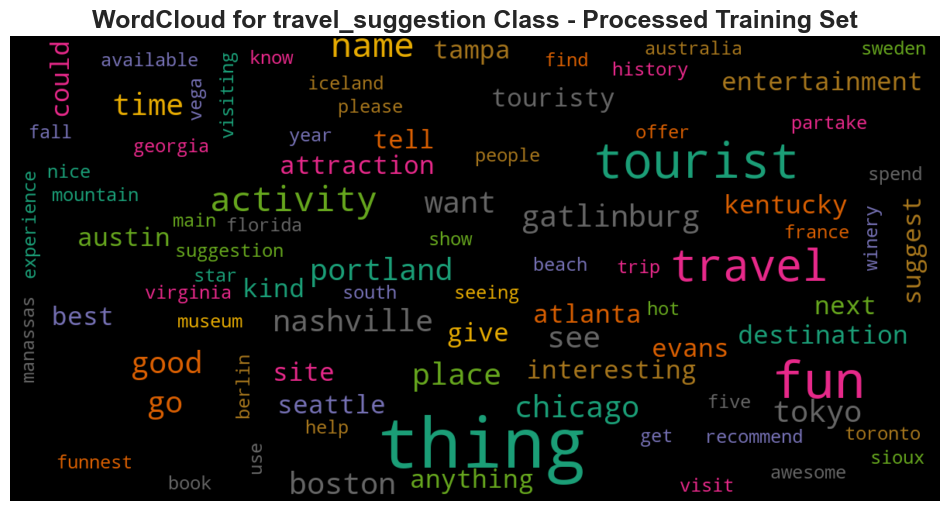 WordCloud for travel_suggestion Class - Processed Training Set
could available know name tampa find australia sweden
history
vega visiting iceland entertainment
time please touristy
fall year tell offer partake
georgia people
nice attraction tourist spend
experience mountain activity want kentucky
main florida gatlinburg france winery suggest
austin suggestion show
star portland beach trip travel
virginia kind south seeing
manassas best museum nashville give atlanta hot next
see destination
good evans
berlin site place interesting fun
go seattle chicago five tokyo
help thing get recommend toronto
funnest use sioux
book boston anything visit awesome